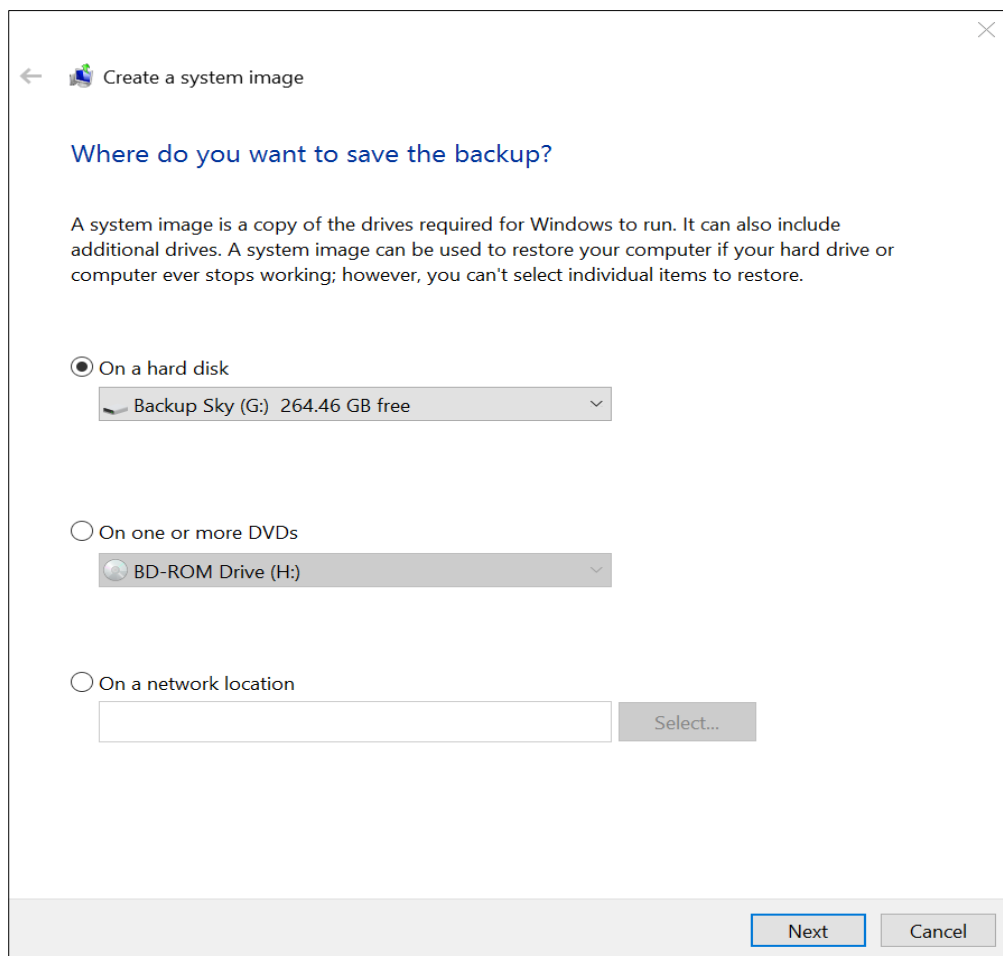 Create a system image
Where do you want to save the backup?
A system image is a copy of the drives required for Windows to run. It can also include
additional drives. A system image can be used to restore your computer if your hard drive or
computer ever stops working; however, you can't select individual items to restore.
On a hard disk
Backup Sky (G:)  264.46 GB free
On one or more DVDs
BD-ROM Drive (H:)
On a network location
Select...
Next
Cancel